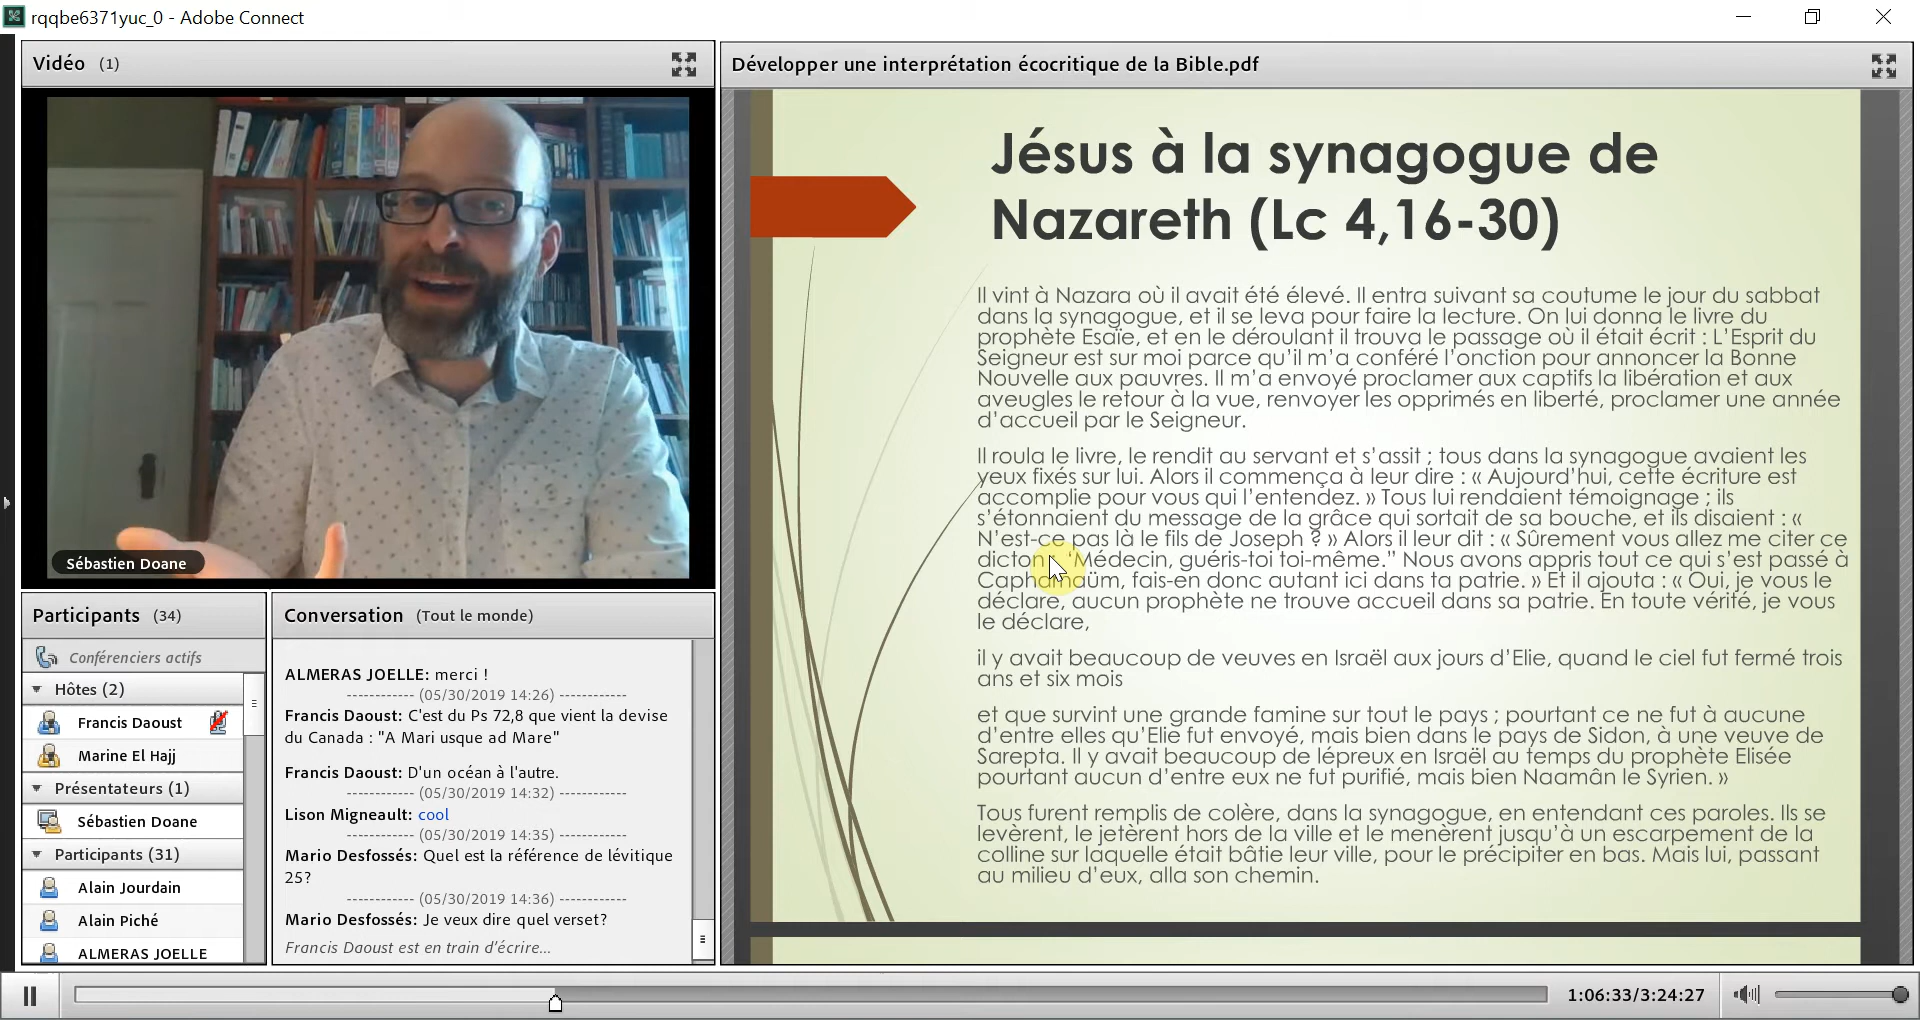 rqqbe6371yuc_0 - Adobe Connect
Vidéo (1)
Sébastien Doane
Participants (34)
Conférenciers actifs
Hôtes (2)
Francis Daoust
Marine El Hajj
Présentateurs (1)
Sébastien Doane
Participants (31)
Alain Jourdain
Alain Piché
ALMERAS JOELLE
Conversation (Tout le monde)
ALMERAS JOELLE: merci !
------------ (05/30/2019 14:26) ------------
Francis Daoust: C'est du Ps 72,8 que vient la devise
du Canada : "A Mari usque ad Mare"
Francis Daoust: D'un océan à l'autre.
------------ (05/30/2019 14:32) ------------
Lison Migneault: cool
------------ (05/30/2019 14:35) ------------
Mario Desfossés: Quel est la référence de lévitique
25?
------------ (05/30/2019 14:36) ------------
Mario Desfossés: Je veux dire quel verset?
Francis Daoust est en train d'écrire...
Développer une interprétation écocritique de la Bible.pdf
Jésus à la synagogue de
Nazareth (Lc 4,16-30)
Il vint à Nazara où il avait été élevé. Il entra suivant sa coutume le jour du sabbat
dans la synagogue, et il se leva pour faire la lecture. On lui donna le livre du
prophète Esaïe, et en le déroulant il trouva le passage où il était écrit : L'Esprit du
Seigneur est sur moi parce qu'il m'a conféré l'onction pour annoncer la Bonne
Nouvelle aux pauvres. Il m'a envoyé proclamer aux captifs la libération et aux
aveugles le retour à la vue, renvoyer les opprimés en liberté, proclamer une année
d'accueil par le Seigneur.
Il roula le livre, le rendit au servant et s'assit ; tous dans la synagogue avaient les
yeux fixés sur lui. Alors il commença à leur dire : « Aujourd'hui, cette écriture est
accomplie pour vous qui l'entendez. » Tous lui rendaient témoignage ; ils
s'étonnaient du message de la grâce qui sortait de sa bouche, et ils disaient : «
N'est-ce pas là le fils de Joseph ? » Alors il leur dit : « Sûrement vous allez me citer ce
dicton : 'Médecin, guéris-toi toi-même.” Nous avons appris tout ce qui s'est passé à
Capharnaüm, fais-en donc autant ici dans ta patrie. » Et il ajouta : « Oui, je vous le
déclare, aucun prophète ne trouve accueil dans sa patrie. En toute vérité, je vous
le déclare,
il y avait beaucoup de veuves en Israël aux jours d'Elie, quand le ciel fut fermé trois
ans et six mois
et que survint une grande famine sur tout le pays ; pourtant ce ne fut à aucune
d'entre elles qu'Elie fut envoyé, mais bien dans le pays de Sidon, à une veuve de
Sarepta. Il y avait beaucoup de lépreux en Israël au temps du prophète Elisée
pourtant aucun d'entre eux ne fut purifié, mais bien Naamân le Syrien. »
Tous furent remplis de colère, dans la synagogue, en entendant ces paroles. Ils se
levèrent, le jetèrent hors de la ville et le menèrent jusqu'à un escarpement de la
colline sur laquelle était bâtie leur ville, pour le précipiter en bas. Mais lui, passant
au milieu d'eux, alla son chemin.
1:06:33/3:24:27